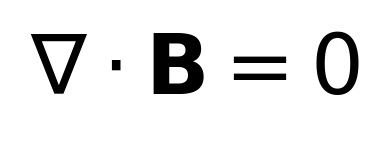 ∇ · B = 0